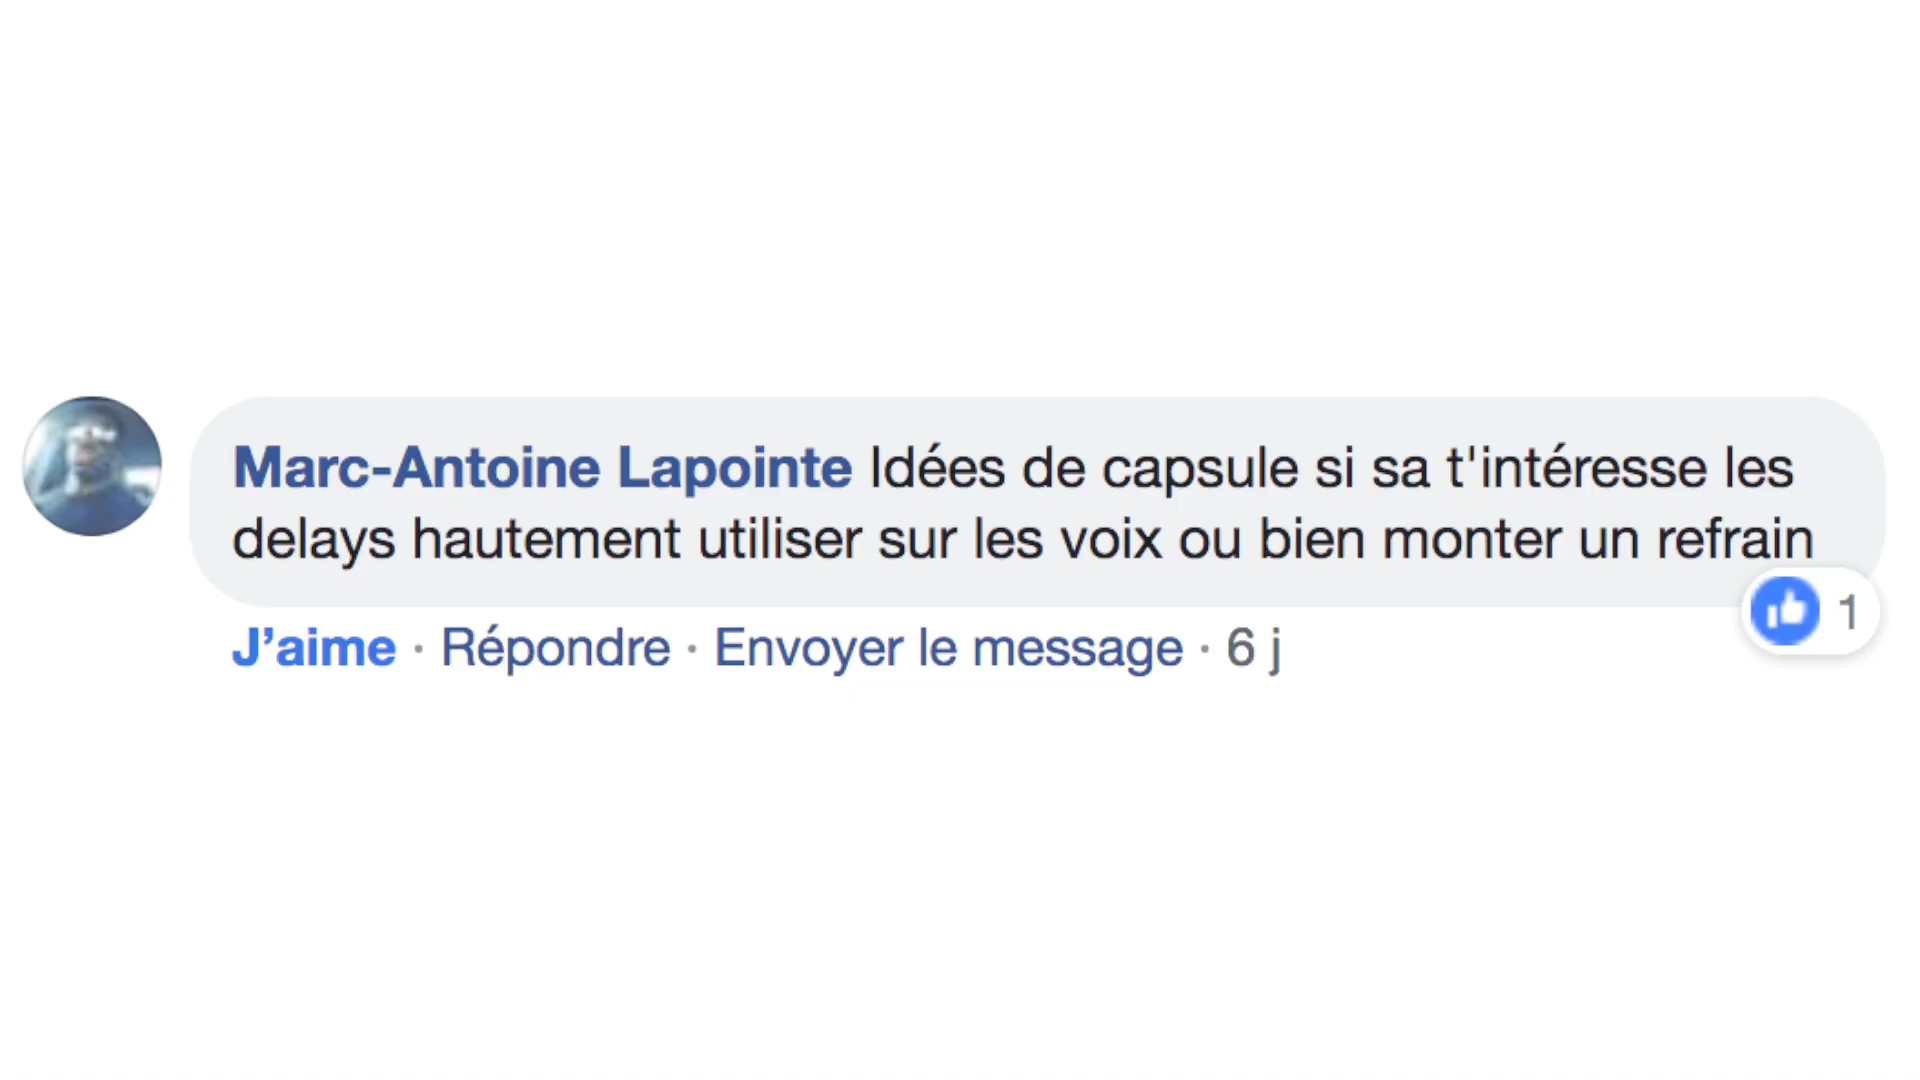 Marc-Antoine Lapointe Idées de capsule si sa t'intéresse les
delays hautement utiliser sur les voix ou bien monter un refrain
1
J’aime · Répondre · Envoyer le message · 6 j